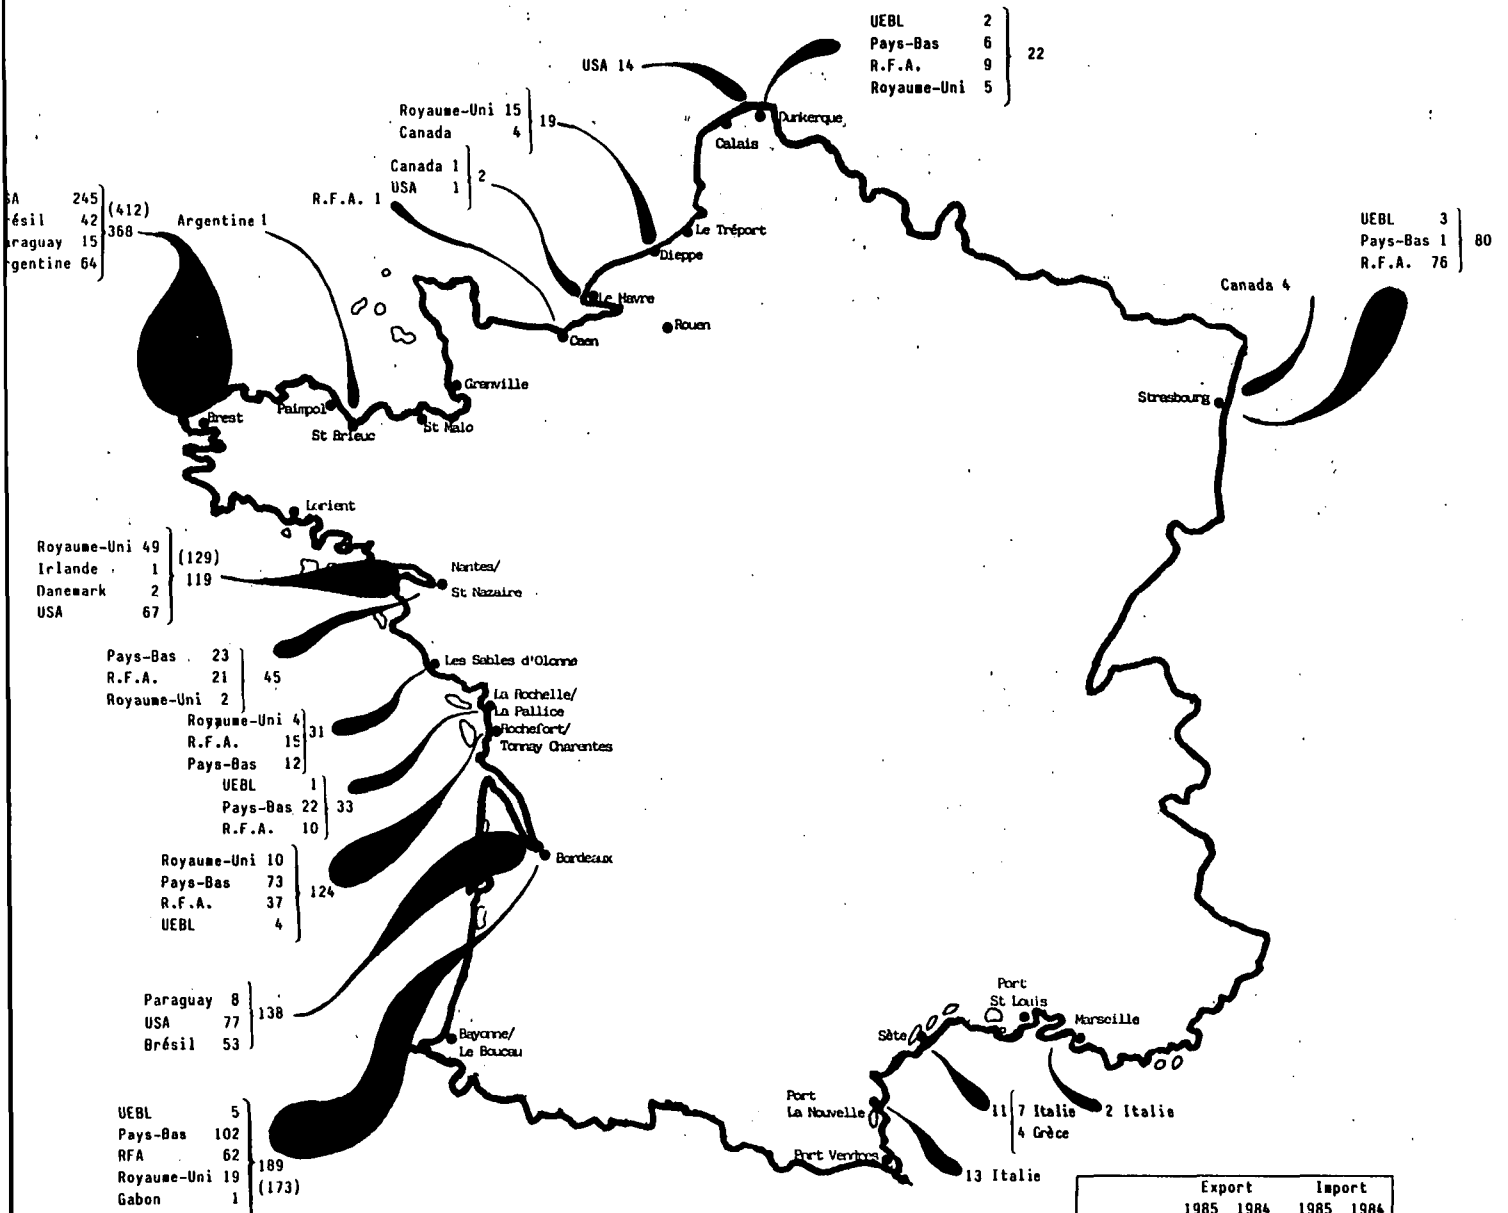 UEBL 2
Pays-Bas 6
R.F.A. 9
Royaume-Uni 5
22
USA 14
Dunkerque
Calais
Royaume-Uni 15
Canada 4
19
Canada 1
USA 1
2
R.F.A. 1
Le Tréport
Dieppe
Le Havre
Rouen
Caen
SA 245
résil 42
araguay 15
rgentine 64
(412)
368
Argentine 1
UEBL 3
Pays-Bas 1
R.F.A. 76
80
Canada 4
Strasbourg
Granville
Paimpol
Brest
St Brieuc
St Malo
Lorient
Royaume-Uni 49
Irlande 1
Danemark 2
USA 67
(129)
119
Nantes/
St Nazaire
Pays-Bas 23
R.F.A. 21
Royaume-Uni 2
45
Les Sables d'Olonne
Royaume-Uni 4
R.F.A. 15
Pays-Bas 12
31
La Rochelle/
La Pallice
Rochefort/
Tonnay Charentes
UEBL 1
Pays-Bas 22
R.F.A. 10
33
Royaume-Uni 10
Pays-Bas 73
R.F.A. 37
UEBL 4
124
Bordeaux
Paraguay 8
USA 77
Brésil 53
138
Bayonne/
Le Boucau
UEBL 5
Pays-Bas 102
RFA 62
Royaume-Uni 19
Gabon 1
189
(173)
Port
St Louis
Marseille
Sète
Port
La Nouvelle
Port Vendres
11
7 Italie
4 Grèce
2 Italie
13 Italie
Export Import
1985 1984 1985 1984